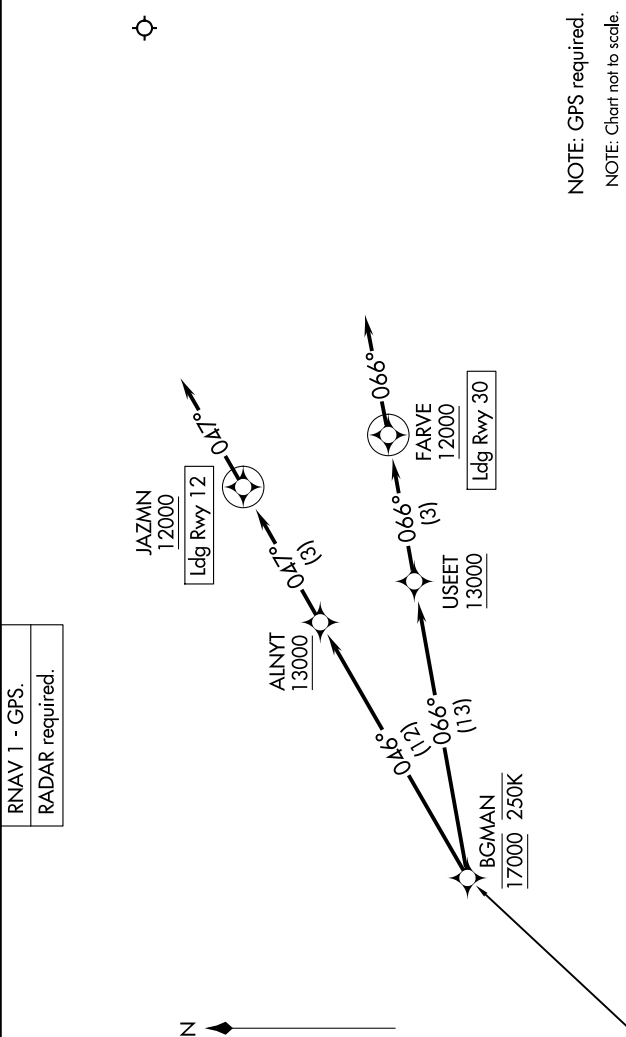 RNAV 1 - GPS.
RADAR required.
JAZMN
12000
Ldg Rwy 12
047°
047°
(3)
ALNYT
13000
046°
(12)
066°
FARVE
12000
Ldg Rwy 30
066°
(3)
USEET
13000
066°
(13)
BGMAN
17000 250K
N
NOTE: GPS required.
NOTE: Chart not to scale.